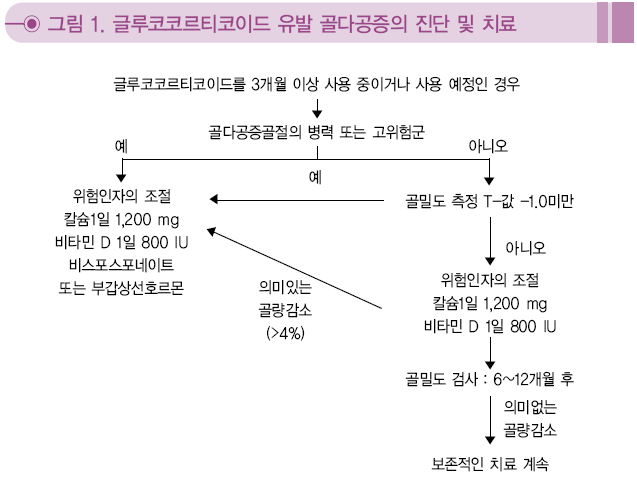 그림 1. 글루코코르티코이드 유발 골다공증의 진단 및 치료
글루코코르티코이드를 3개월 이상 사용 중이거나 사용 예정인 경우
골다공증골절의 병력 또는 고위험군
예
아니오
위험인자의 조절
칼슘1일 1,200 mg
비타민 D 1일 800 IU
비스포스포네이트
또는 부갑상선호르몬
예
골밀도 측정 T-값 -1.0미만
아니오
위험인자의 조절
칼슘1일 1,200 mg
비타민 D 1일 800 IU
의미있는
골량감소
(>4%)
골밀도 검사 : 6~12개월 후
의미없는
골량감소
보존적인 치료 계속